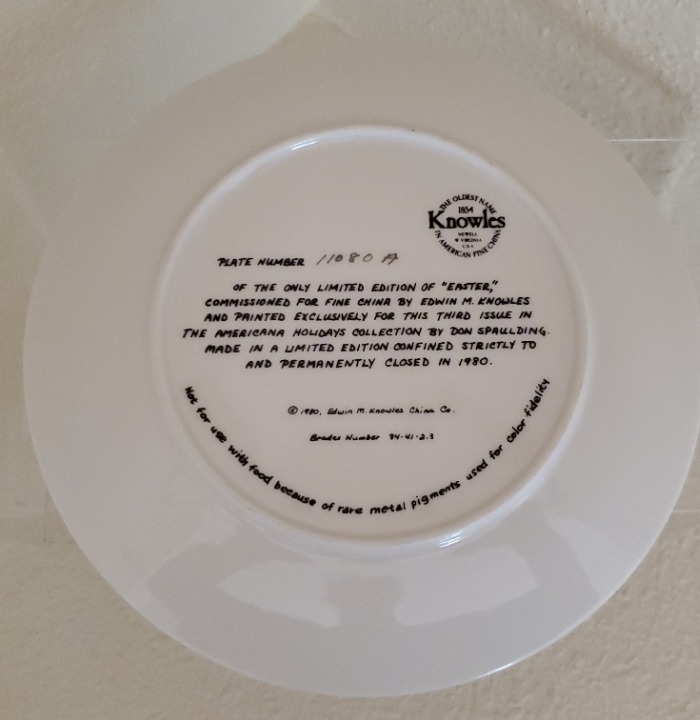 THE OLDEST NAME
1854
Knowles
NEWELL
W VIRGINIA
U S A
IN AMERICAN FINE CHINA
PLATE NUMBER 11080 A
OF THE ONLY LIMITED EDITION OF "EASTER,"
COMMISSIONED FOR FINE CHINA BY EDWIN M. KNOWLES
AND PAINTED EXCLUSIVELY FOR THIS THIRD ISSUE IN
THE AMERICANA HOLIDAYS COLLECTION BY DON SPAULDING.
MADE IN A LIMITED EDITION CONFINED STRICTLY TO
AND PERMANENTLY CLOSED IN 1980.
© 1980, Edwin M. Knowles China Co.
Bradex Number 84-41-2.3
Not for use with food because of rare metal pigments used for color fidelity